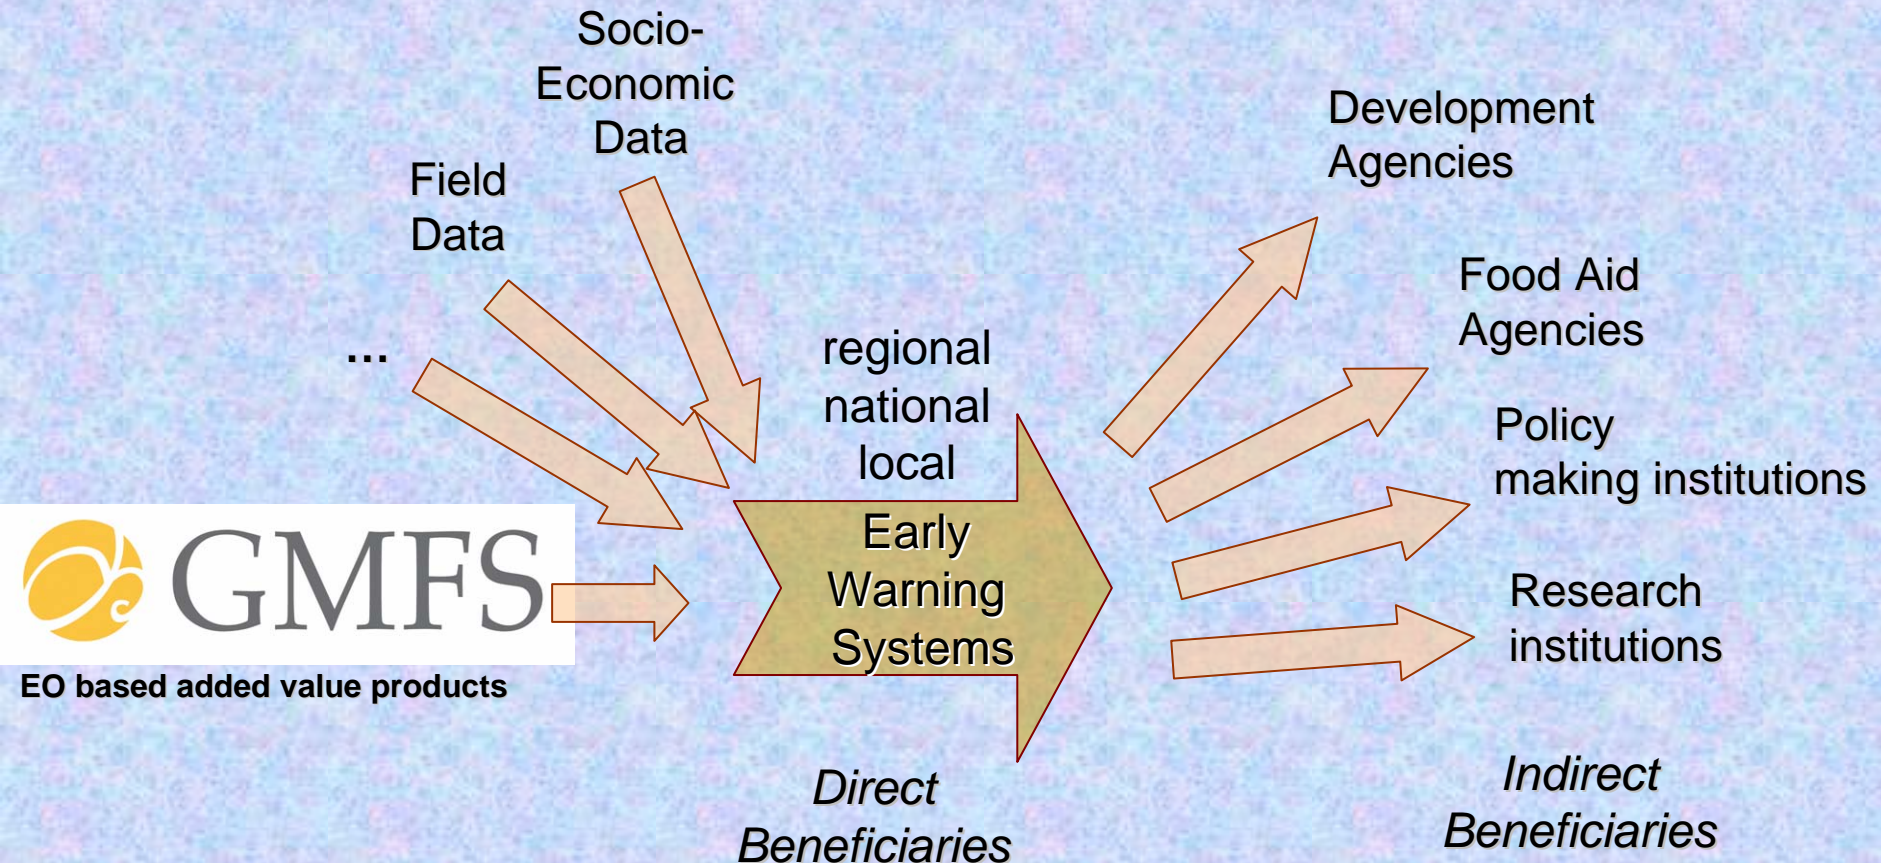 Socio-
Economic
Data
Field
Data
...
GMFS
EO based added value products
regional
national
local
Early
Warning
Systems
Direct
Beneficiaries
Development
Agencies
Food Aid
Agencies
Policy
making institutions
Research
institutions
Indirect
Beneficiaries